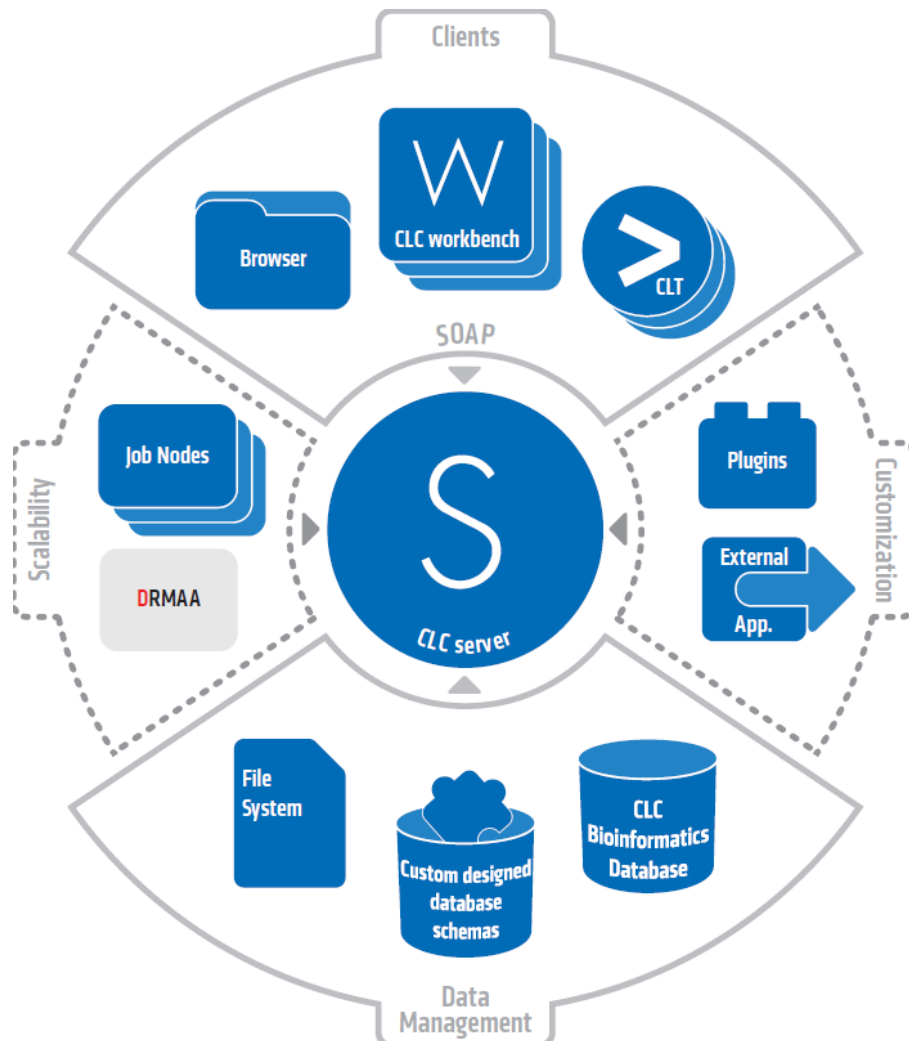 Clients
W
CLC workbench
Browser
>
CLT
SOAP
Job Nodes
Scalability
DRMAA
S
CLC server
Plugins
External
App.
Customization
File
System
Custom designed
database
schemas
CLC
Bioinformatics
Database
Data
Management